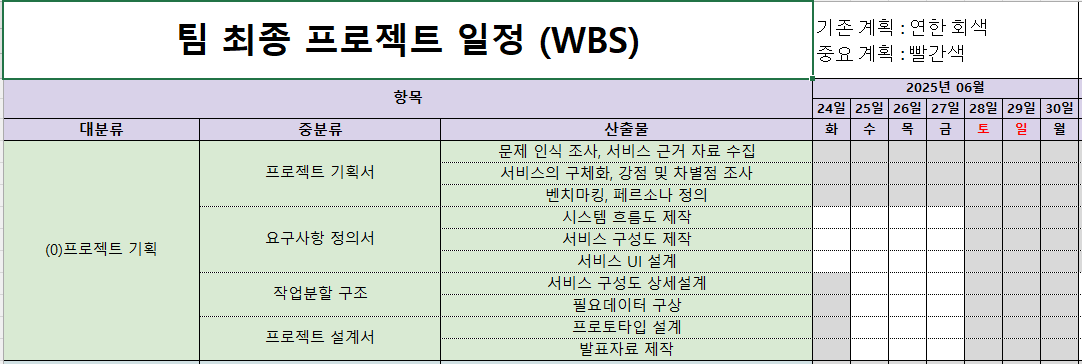 팀 최종 프로젝트 일정 (WBS)
기존 계획 : 연한 회색
중요 계획 : 빨간색
항목
2025년 06월
24일 25일 26일 27일 28일 29일 30일
대분류 중분류 산출물 화 수 목 금 토 일 월
(0)프로젝트 기획
프로젝트 기획서
문제 인식 조사, 서비스 근거 자료 수집
서비스의 구체화, 강점 및 차별점 조사
벤치마킹, 페르소나 정의
요구사항 정의서
시스템 흐름도 제작
서비스 구성도 제작
서비스 UI 설계
작업분할 구조
서비스 구성도 상세설계
필요데이터 구상
프로젝트 설계서
프로토타입 설계
발표자료 제작